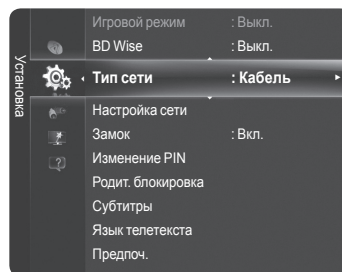 Установка
Игровой режим : Выкл.
BD Wise : Выкл.
Тип сети : Кабель
Настройка сети
Замок : Вкл.
Изменение PIN
Родит. блокировка
Субтитры
Язык телетекста
Предпоч.